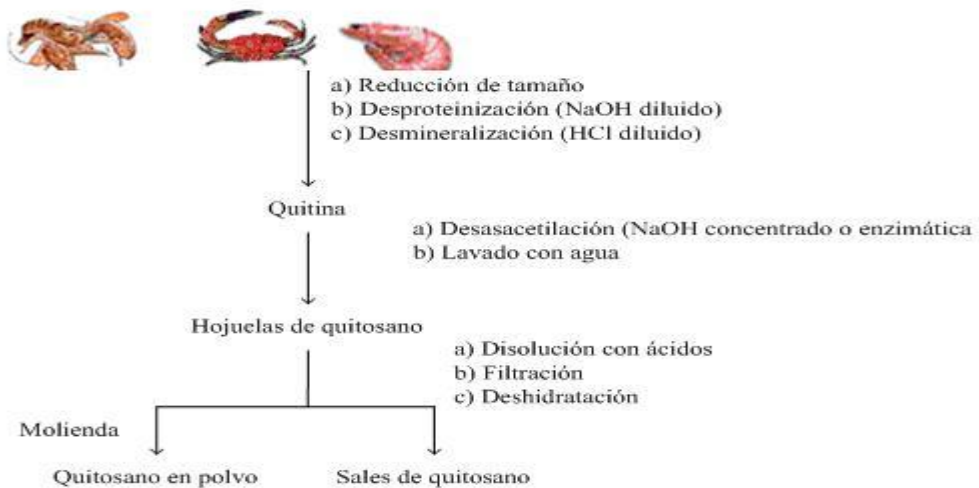 a) Reducción de tamaño
b) Desproteinización (NaOH diluido)
c) Desmineralización (HCl diluido)
Quitina
a) Desasacetilación (NaOH concentrado o enzimática
b) Lavado con agua
Hojuelas de quitosano
a) Disolución con ácidos
b) Filtración
c) Deshidratación
Molienda
Quitosano en polvo
Sales de quitosano